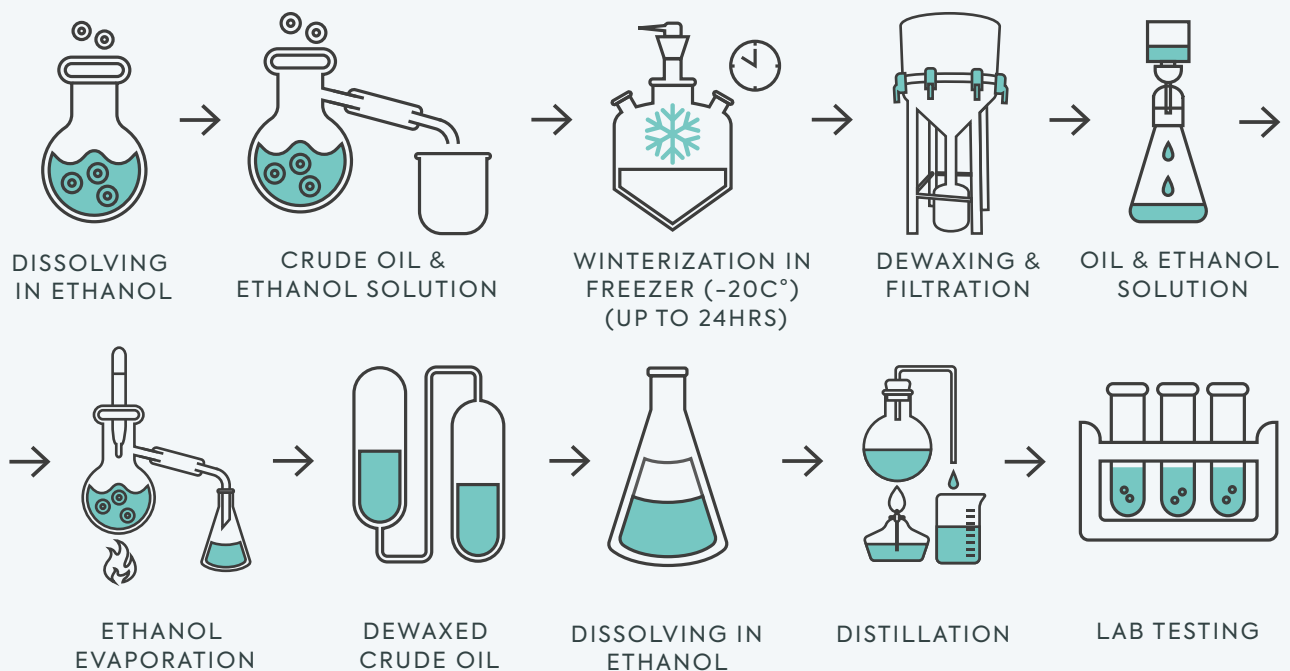 DISSOLVING
IN ETHANOL
CRUDE OIL &
ETHANOL SOLUTION
WINTERIZATION IN
FREEZER (-20C°)
(UP TO 24HRS)
DEWAXING &
FILTRATION
OIL & ETHANOL
SOLUTION
ETHANOL
EVAPORATION
DEWAXED
CRUDE OIL
DISSOLVING IN
ETHANOL
DISTILLATION
LAB TESTING